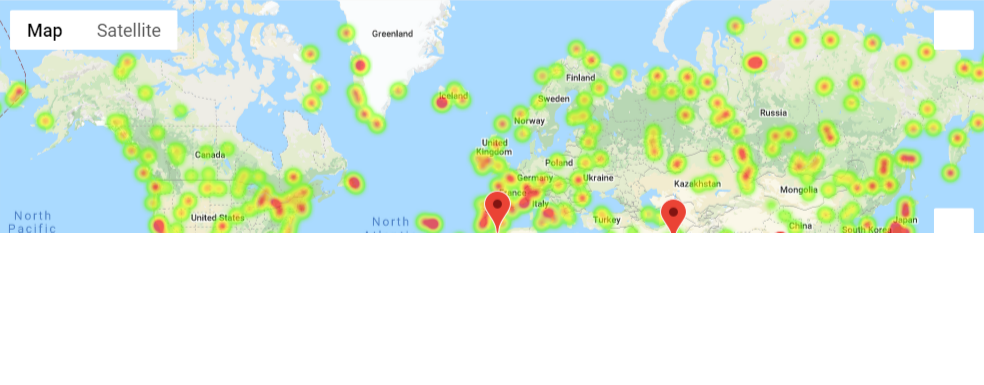 Map
Satellite
Greenland
Iceland
Finland
Sweden
Norway
Russia
United
Kingdom
Canada
Poland
Germany
Ukraine
Kazakhstan
Mongolia
France
Italy
United States
Turkey
China
South Korea
Japan
North
Pacific
North